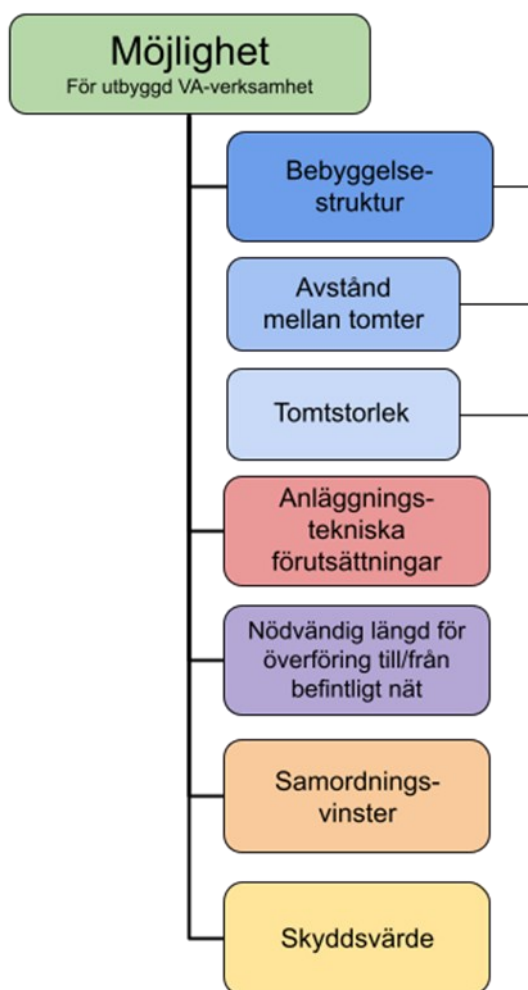 Möjlighet
För utbyggd VA-verksamhet
Bebyggelse-
struktur
Avstånd
mellan tomter
Tomtstorlek
Anläggnings-
tekniska
förutsättningar
Nödvändig längd för
överföring till/från
befintligt nät
Samordnings-
vinster
Skyddsvärde